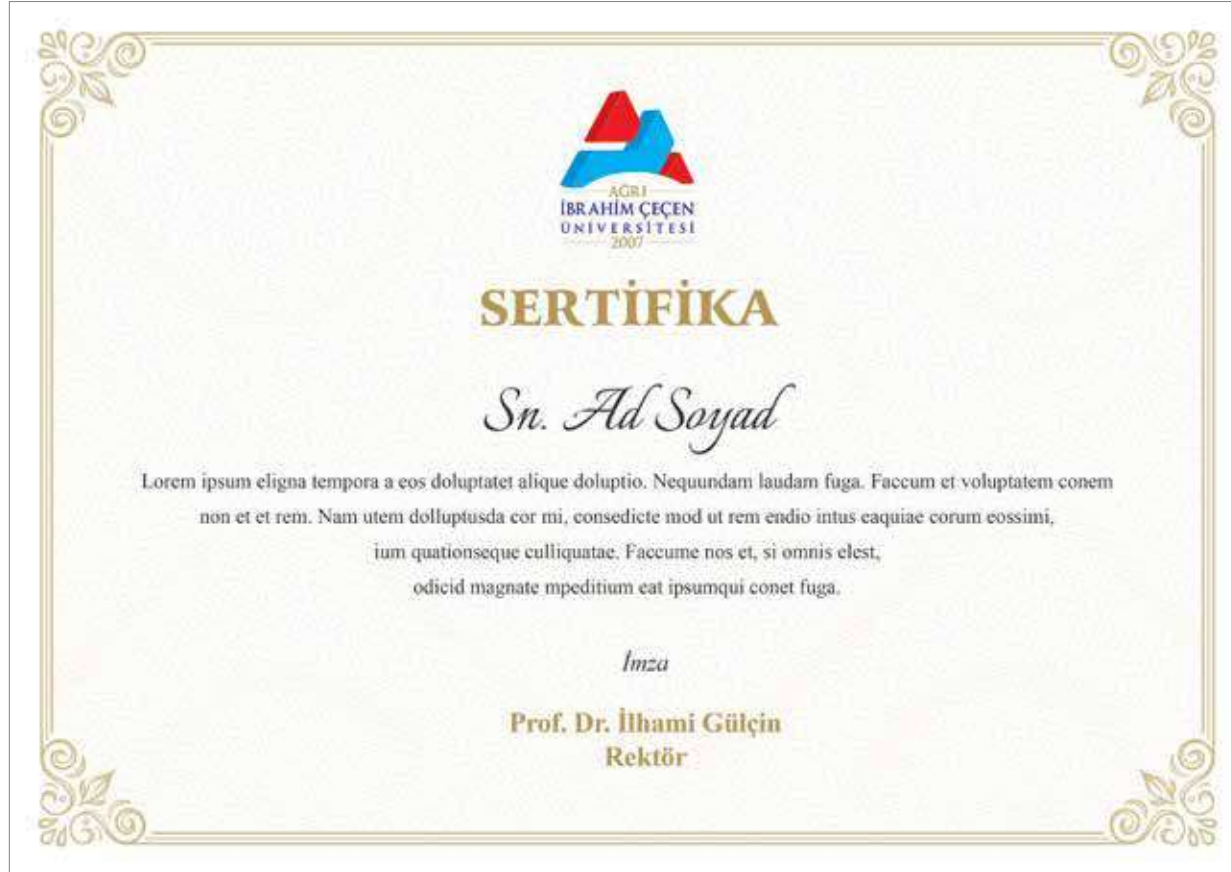 AĞRI
İBRAHİM ÇEÇEN
ÜNİVERSİTESİ
2007
SERTİFİKA
Sn. Ad Soyad
Lorem ipsum eligna tempora a eos doluptatet alique doluptio. Nequundam laudam fuga. Faccum et voluptatem conem
non et et rem. Nam utem dolluptusda cor mi, consedicte mod ut rem endio intus eaquiae corum eossimi,
ium quationseque culliquatae. Faccume nos et, si omnis elest,
odicid magnate mpeditium eat ipsumqui conet fuga.
İmza
Prof. Dr. İlhami Gülçin
Rektör